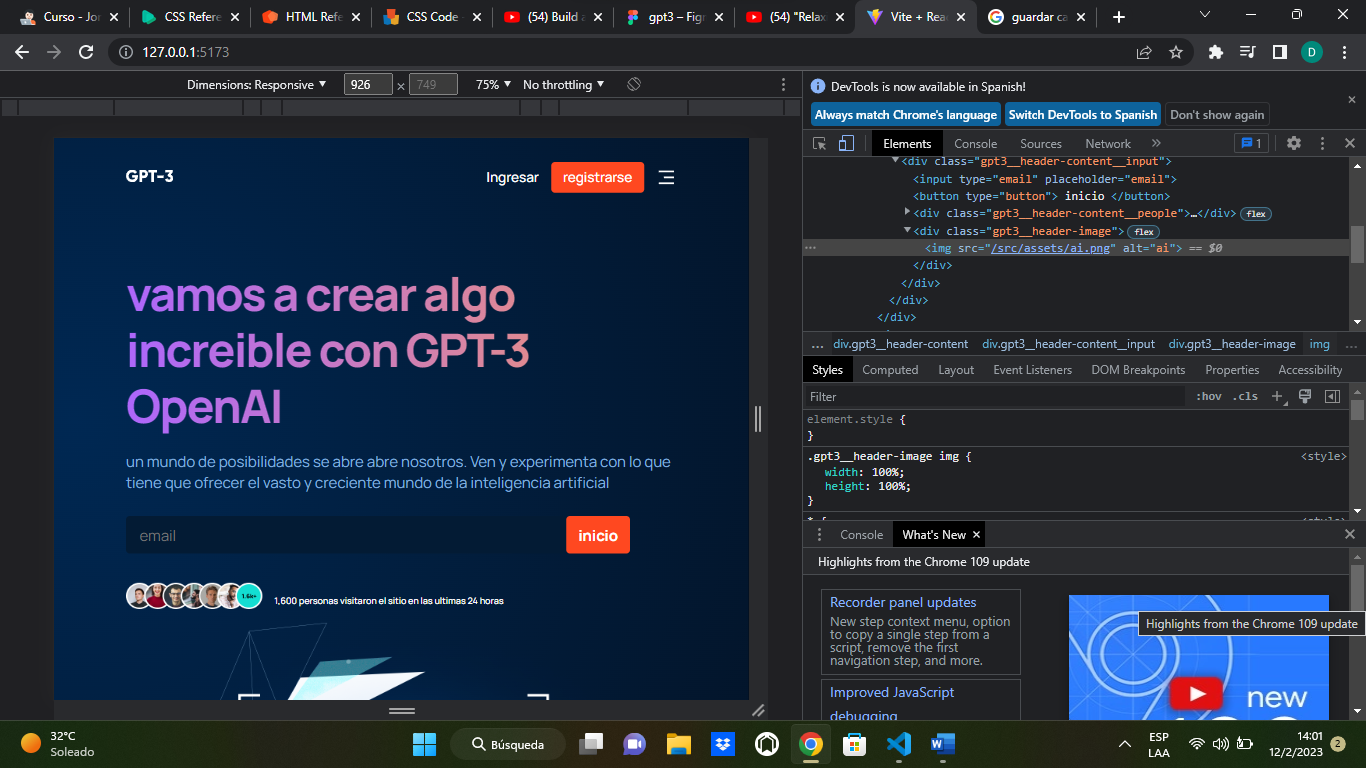 Curso - Jor
CSS Refere
HTML Refe
CSS Code
(54) Build a
gpt3 – Figm
(54) "Relax
Vite + Rea
guardar ca
127.0.0.1:5173
D
Dimensions: Responsive
926 × 749
75%
No throttling
GPT-3
Ingresar
registrarse
vamos a crear algo
increible con GPT-3
OpenAI
un mundo de posibilidades se abre abre nosotros. Ven y experimenta con lo que
tiene que ofrecer el vasto y creciente mundo de la inteligencia artificial
email
inicio
1.6k+
1,600 personas visitaron el sitio en las ultimas 24 horas
DevTools is now available in Spanish!
Always match Chrome's language
Switch DevTools to Spanish
Don't show again
Elements
Console
Sources
Network
»
1
<div class="gpt3__header-content__input">
<input type="email" placeholder="email">
<button type="button"> inicio </button>
<div class="gpt3__header-content__people">…</div> flex
<div class="gpt3__header-image"> flex
<img src="/src/assets/ai.png" alt="ai"> == $0
</div>
</div>
</div>
</div>
... div.gpt3__header-content div.gpt3__header-content__input div.gpt3__header-image img ...
Styles
Computed
Layout
Event Listeners
DOM Breakpoints
Properties
Accessibility
Filter
:hov .cls
element.style {
}
.gpt3__header-image img { <style>
width: 100%;
height: 100%;
}
* { <style>
Console
What's New
Highlights from the Chrome 109 update
Recorder panel updates
New step context menu, option
to copy a single step from a
script, remove the first
navigation step, and more.
Improved JavaScript
debugging
Highlights from the Chrome 109 update
new
32°C
Soleado
Búsqueda
ESP
LAA
14:01
12/2/2023
2